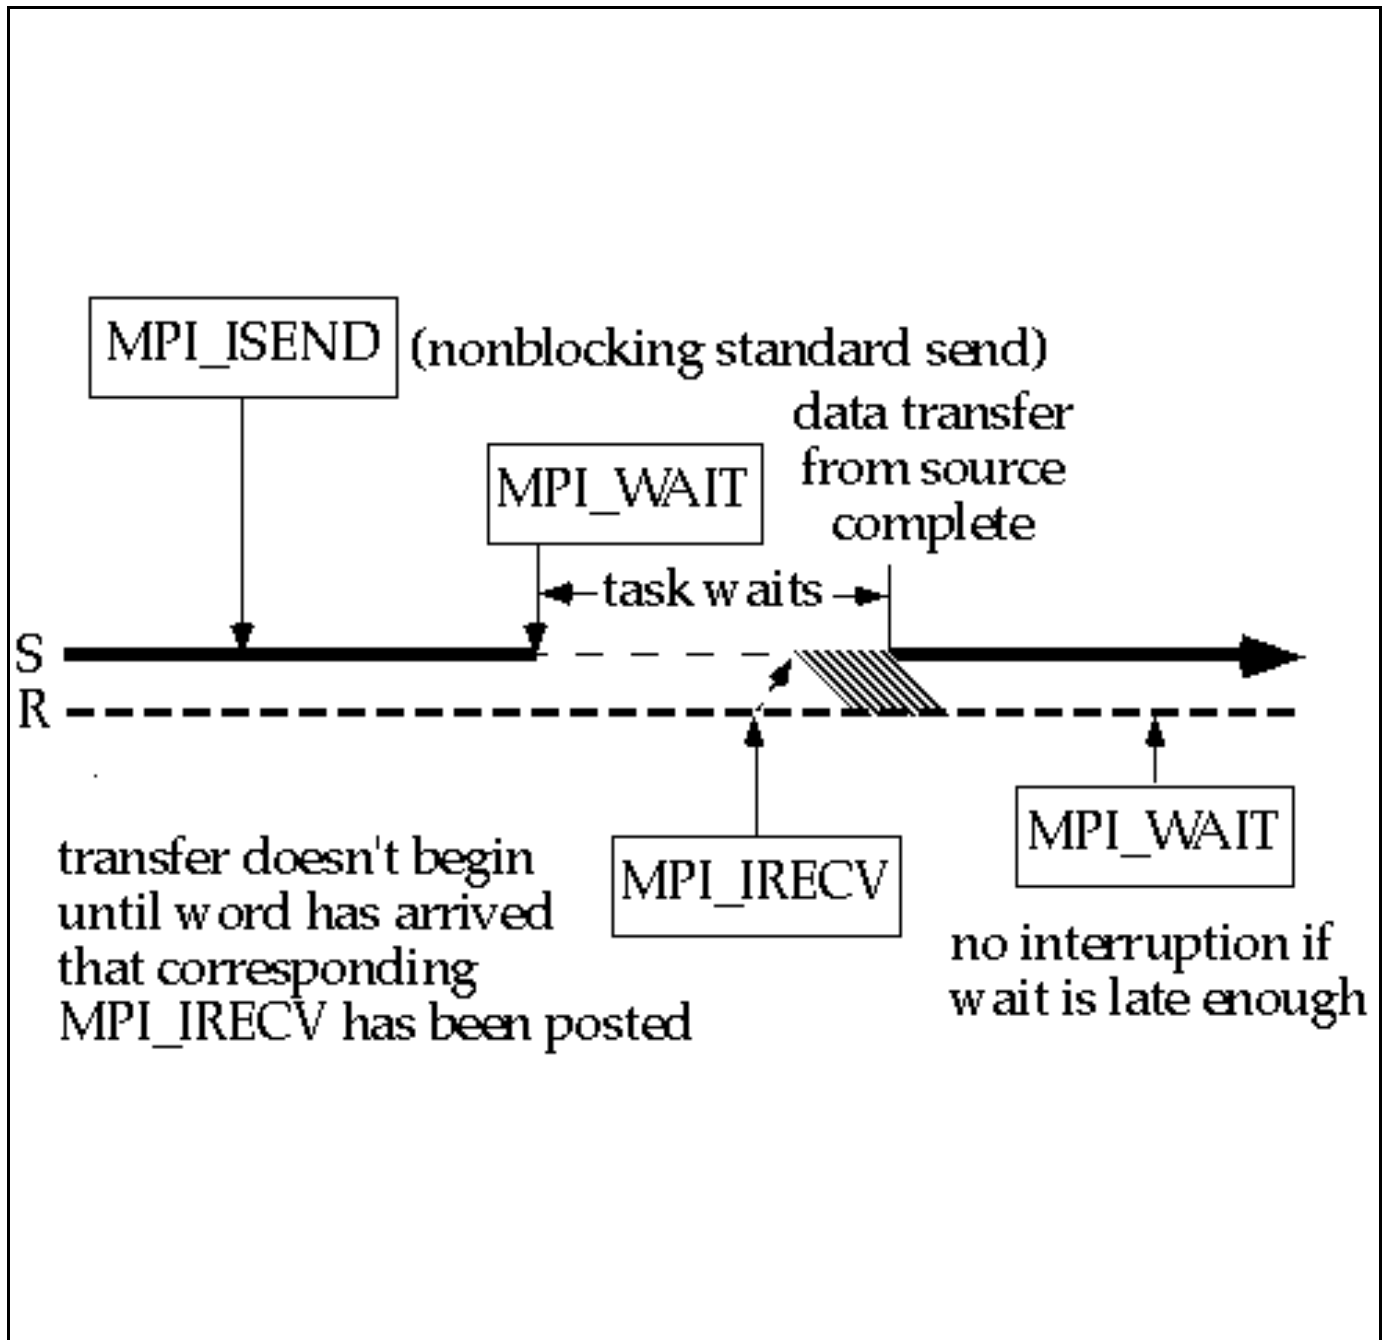 MPI_ISEND (nonblocking standard send)
data transfer
from source
complete
MPI_WAIT
task waits
S
R
MPI_WAIT
MPI_IRECV
transfer doesn't begin
until word has arrived
that corresponding
MPI_IRECV has been posted
no interruption if
wait is late enough